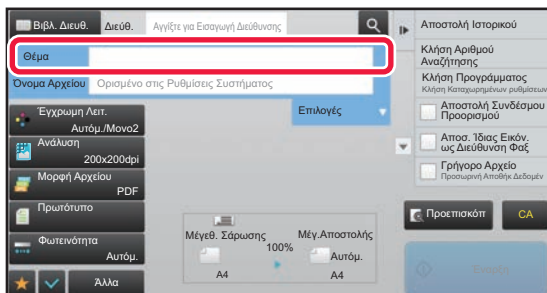 Βιβλ. Διευθ.
Διεύθ.
Αγγίξτε για Εισαγωγή Διεύθυνσης
Θέμα
Όνομα Αρχείου
Ορισμένο στις Ρυθμίσεις Συστήματος
Έγχρωμη Λειτ.
Αυτόμ./Mono2
Επιλογές
Ανάλυση
200x200dpi
Μορφή Αρχείου
PDF
Πρωτότυπο
Φωτεινότητα
Αυτόμ.
Άλλα
Μέγεθ. Σάρωσης
Μέγ.Αποστολής
100%
Αυτόμ.
A4
A4
Αποστολή Ιστορικού
Κλήση Αριθμού
Αναζήτησης
Κλήση Προγράμματος
Κλήση Καταχωρημένων ρυθμίσεων
Αποστολή Συνδέσμου
Προορισμού
Αποσ. Ίδιας Εικόν.
ως Διεύθυνση Φαξ
Γρήγορο Αρχείο
Προσωρινή Αποθήκ Δεδομέν
Προεπισκόπ
CA